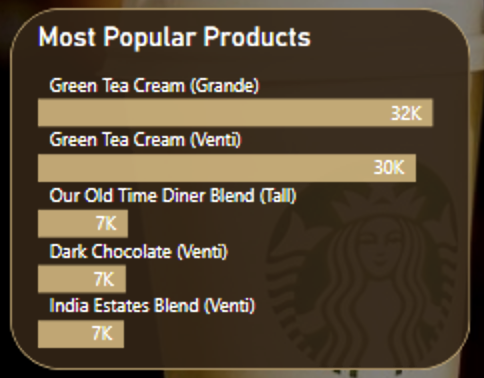 Most Popular Products
Green Tea Cream (Grande)
32K
Green Tea Cream (Venti)
30K
Our Old Time Diner Blend (Tall)
7K
Dark Chocolate (Venti)
7K
India Estates Blend (Venti)
7K